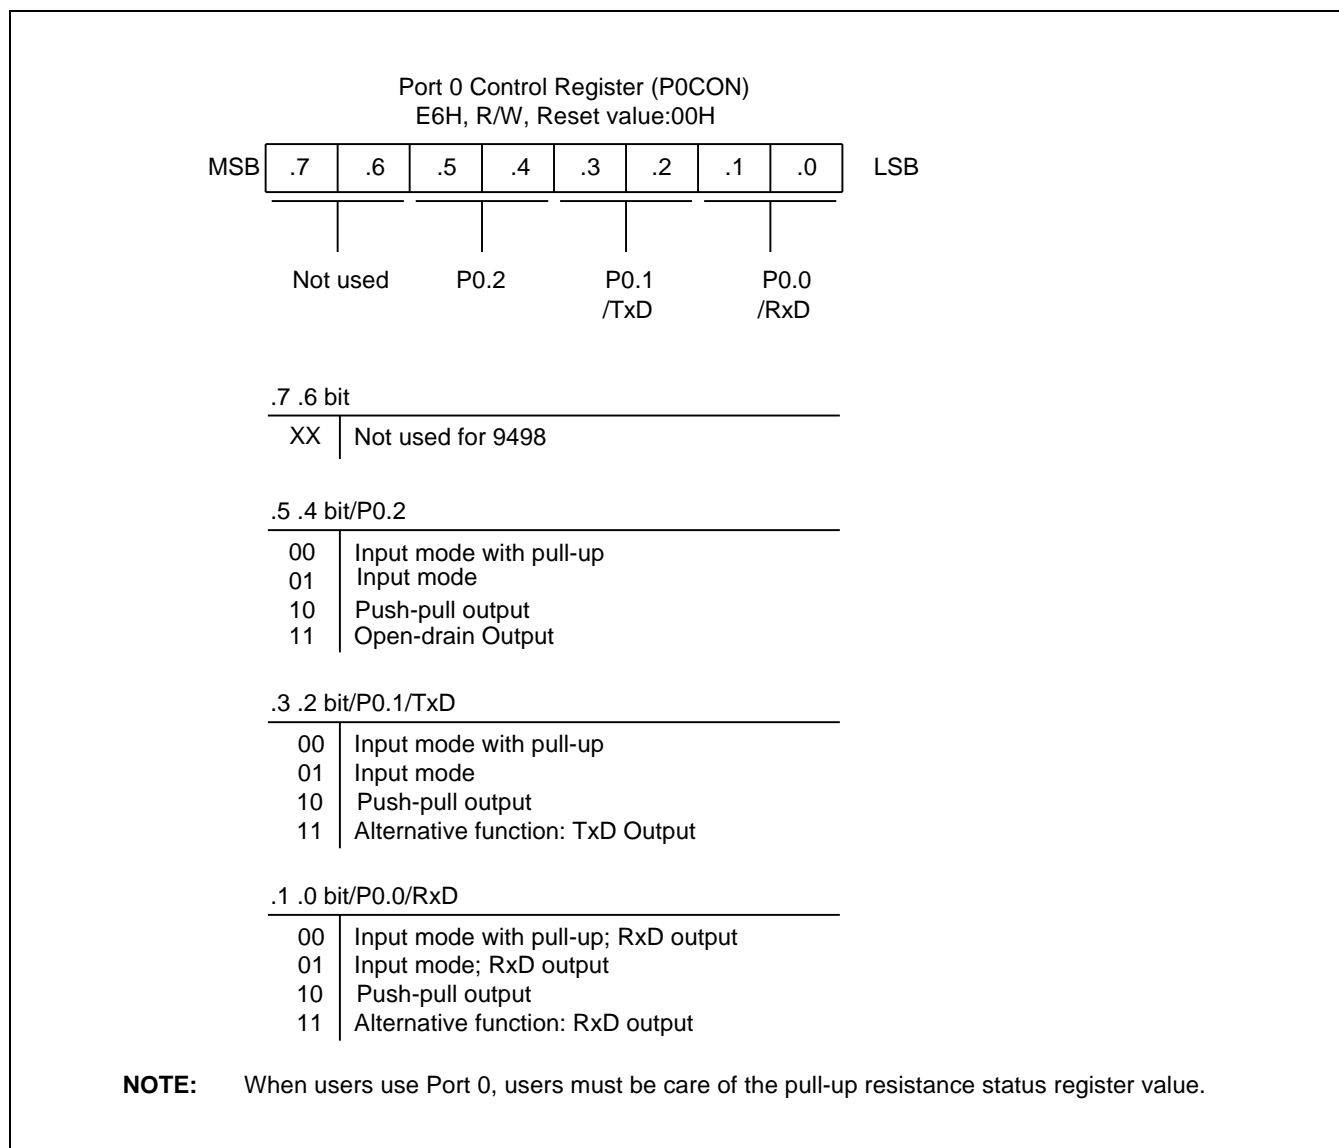 Port 0 Control Register (P0CON)
E6H, R/W, Reset value:00H
MSB .7 .6 .5 .4 .3 .2 .1 .0 LSB
Not used P0.2 P0.1 P0.0
/TxD /RxD
.7 .6 bit
XX Not used for 9498
.5 .4 bit/P0.2
00 Input mode with pull-up
01 Input mode
10 Push-pull output
11 Open-drain Output
.3 .2 bit/P0.1/TxD
00 Input mode with pull-up
01 Input mode
10 Push-pull output
11 Alternative function: TxD Output
.1 .0 bit/P0.0/RxD
00 Input mode with pull-up; RxD output
01 Input mode; RxD output
10 Push-pull output
11 Alternative function: RxD output
NOTE: When users use Port 0, users must be care of the pull-up resistance status register value.